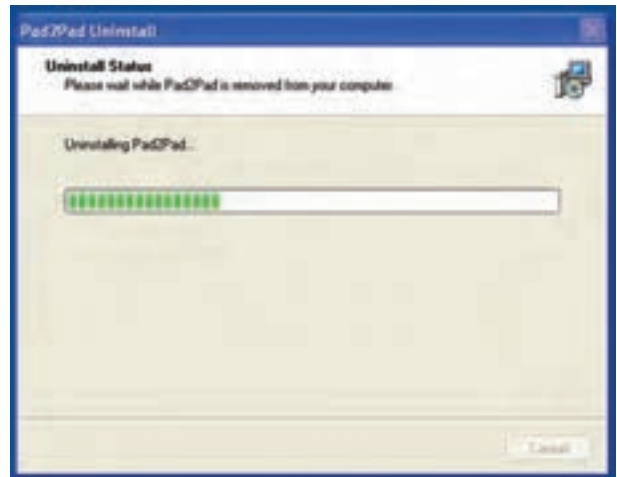 Pad2Pad Uninstall
Uninstall Status
Please wait while Pad2Pad is removed from your computer.
Uninstalling Pad2Pad...
Cancel